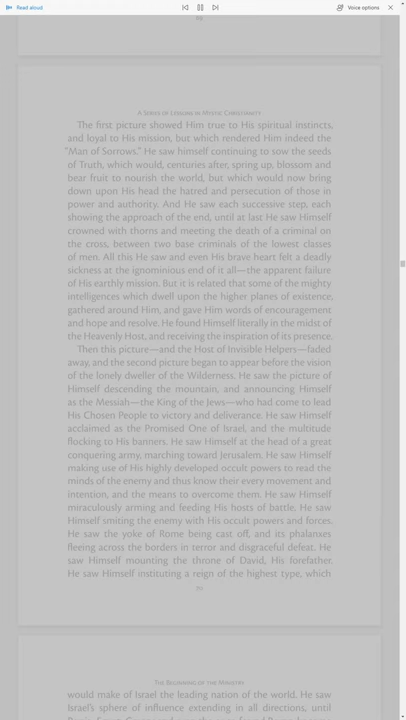 Read aloud
Voice options
69
A Series of Lessons in Mystic Christianity
The first picture showed Him true to His spiritual instincts,
and loyal to His mission, but which rendered Him indeed the
"Man of Sorrows." He saw himself continuing to sow the seeds
of Truth, which would, centuries after, spring up, blossom and
bear fruit to nourish the world, but which would now bring
down upon His head the hatred and persecution of those in
power and authority. And He saw each successive step, each
showing the approach of the end, until at last He saw Himself
crowned with thorns and meeting the death of a criminal on
the cross, between two base criminals of the lowest classes
of men. All this He saw and even His brave heart felt a deadly
sickness at the ignominious end of it all—the apparent failure
of His earthly mission. But it is related that some of the mighty
intelligences which dwell upon the higher planes of existence,
gathered around Him, and gave Him words of encouragement
and hope and resolve. He found Himself literally in the midst of
the Heavenly Host, and receiving the inspiration of its presence.
Then this picture—and the Host of Invisible Helpers—faded
away, and the second picture began to appear before the vision
of the lonely dweller of the Wilderness. He saw the picture of
Himself descending the mountain, and announcing Himself
as the Messiah—the King of the Jews—who had come to lead
His Chosen People to victory and deliverance. He saw Himself
acclaimed as the Promised One of Israel, and the multitude
flocking to His banners. He saw Himself at the head of a great
conquering army, marching toward Jerusalem. He saw Himself
making use of His highly developed occult powers to read the
minds of the enemy and thus know their every movement and
intention, and the means to overcome them. He saw Himself
miraculously arming and feeding His hosts of battle. He saw
Himself smiting the enemy with His occult powers and forces.
He saw the yoke of Rome being cast off, and its phalanxes
fleeing across the borders in terror and disgraceful defeat. He
saw Himself mounting the throne of David, His forefather.
He saw Himself instituting a reign of the highest type, which
70
The Beginning of the Ministry
would make of Israel the leading nation of the world. He saw
Israel's sphere of influence extending in all directions, until